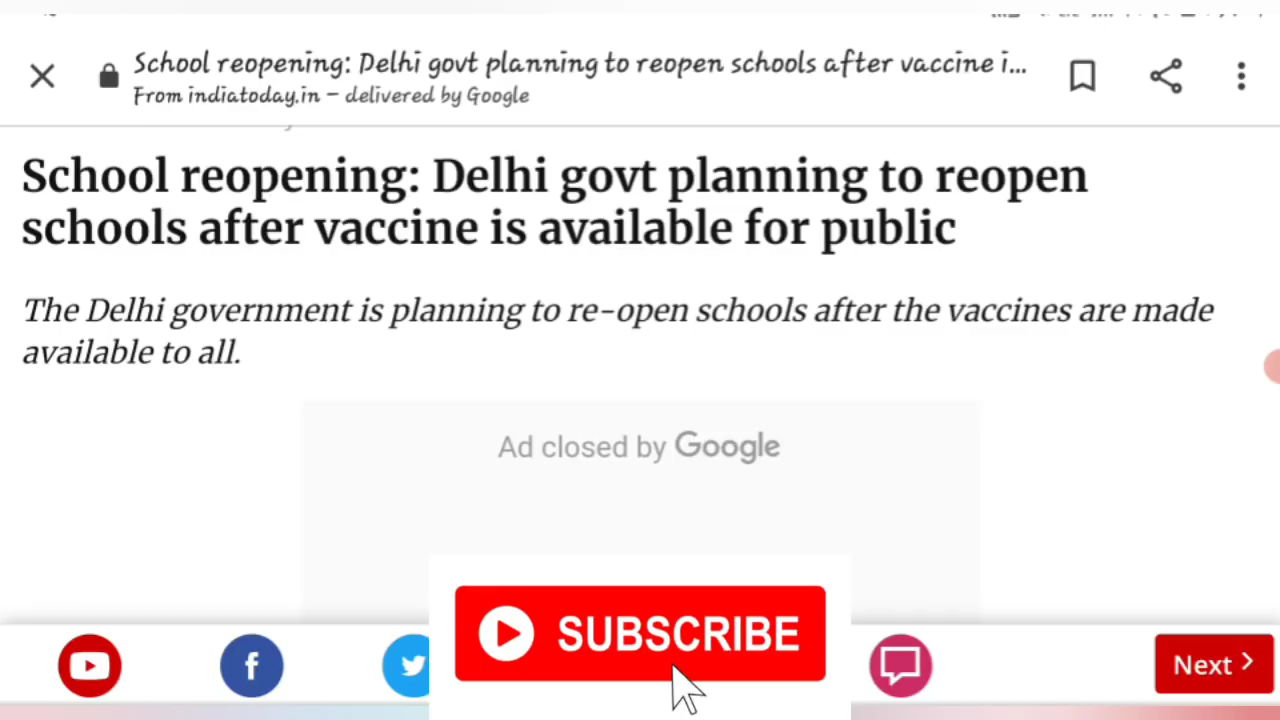 School reopening: Delhi govt planning to reopen schools after vaccine i...
From indiatoday.in – delivered by Google
School reopening: Delhi govt planning to reopen
schools after vaccine is available for public
The Delhi government is planning to re-open schools after the vaccines are made
available to all.
Ad closed by Google
SUBSCRIBE
Next